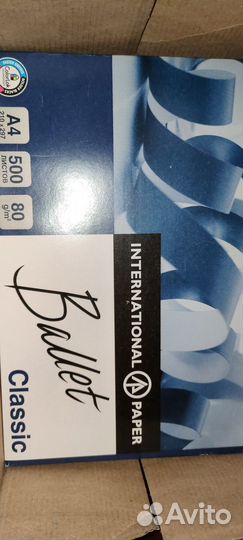 A4
210 x 297
500
ЛИСТОВ
80
g/m²
INTERNATIONAL PAPER
Ballet
Classic
Avito